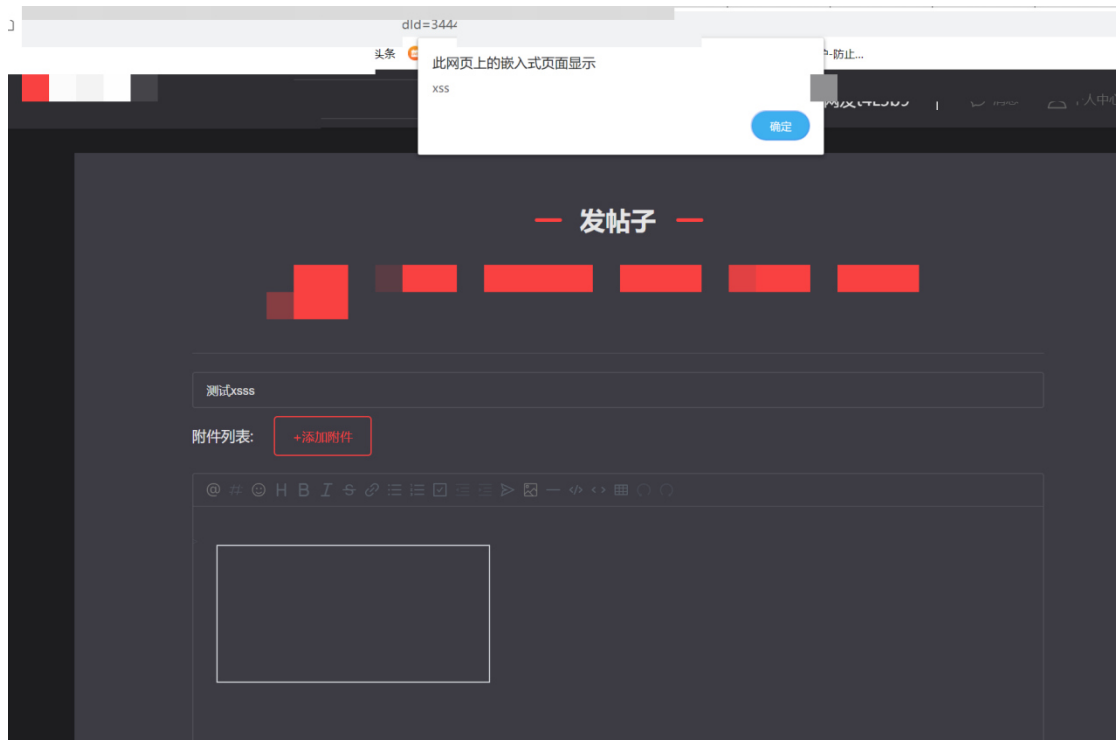 dId=3444
头条
此网页上的嵌入式页面显示
xss
确定
-防止...
发帖子
测试xsss
附件列表:
+添加附件